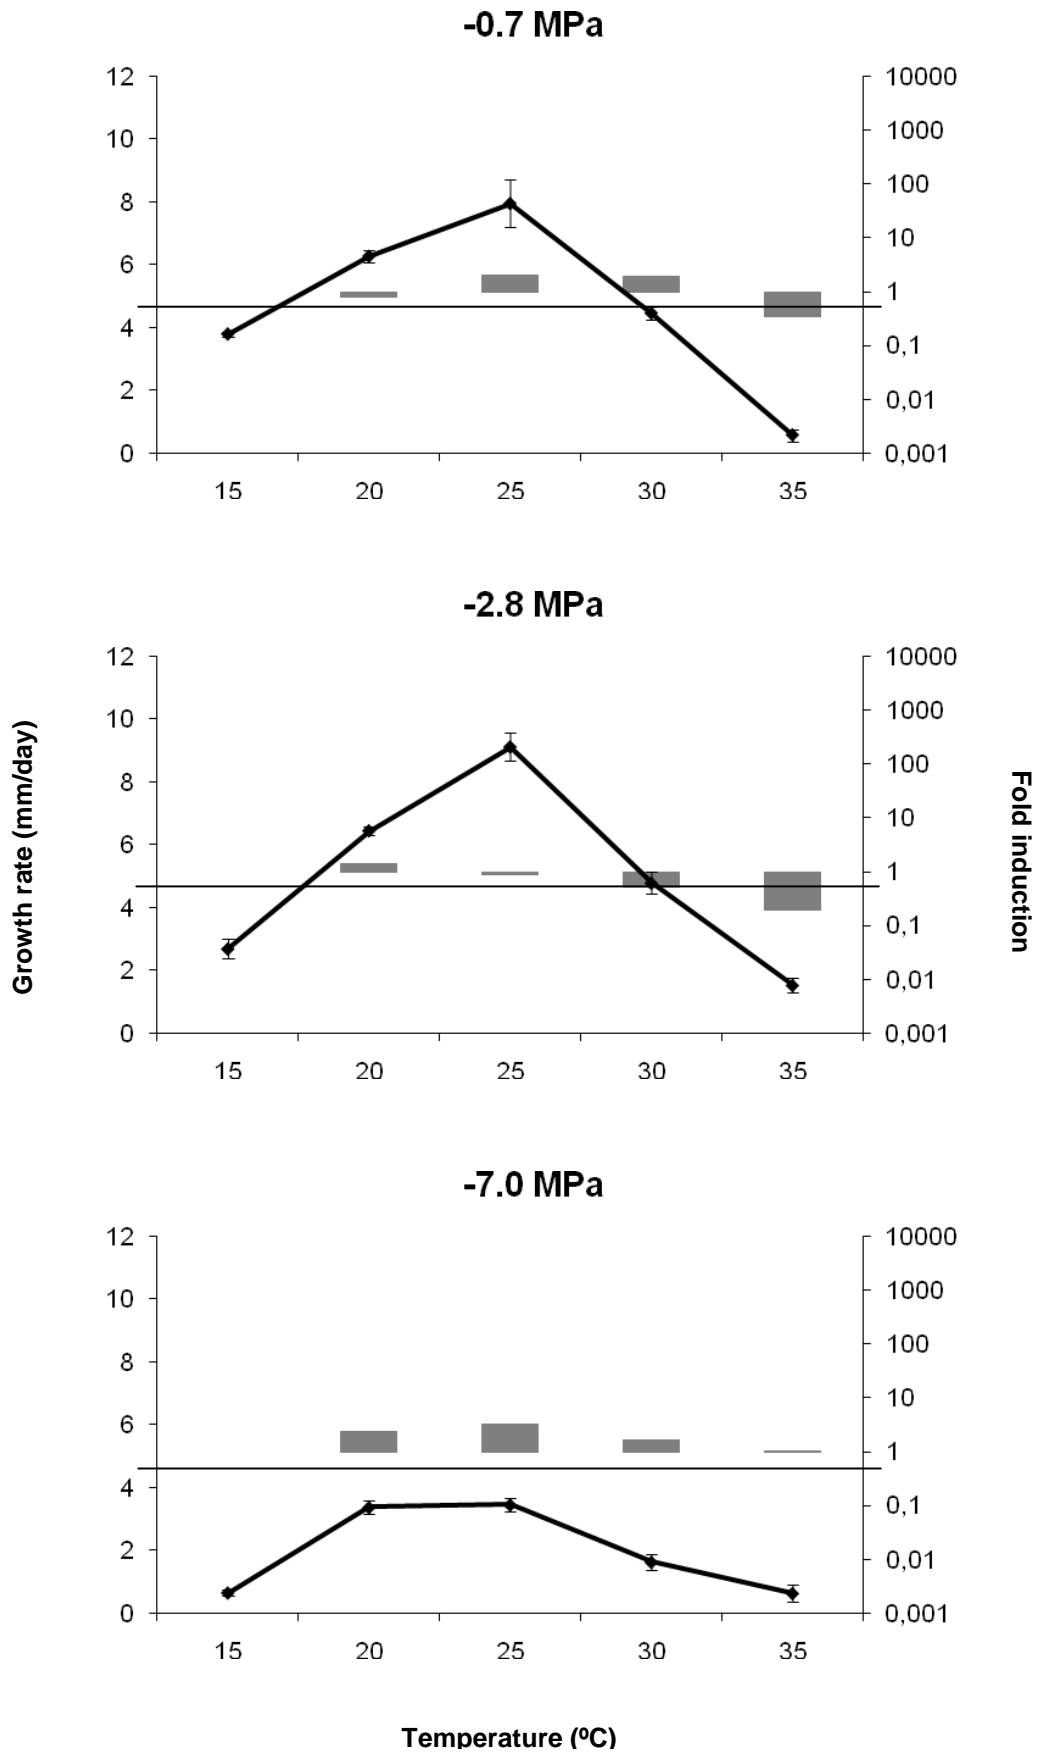 -0.7 MPa
12 10000
10 1000
8 100
6 10
1
4 0,1
2 0,01
0 0,001
15 20 25 30 35
-2.8 MPa
12 10000
10 1000
8 100
6 10
1
4 0,1
2 0,01
0 0,001
15 20 25 30 35
Growth rate (mm/day)
Fold induction
-7.0 MPa
12 10000
10 1000
8 100
6 10
1
4 0,1
2 0,01
0 0,001
15 20 25 30 35
Temperature (ºC)